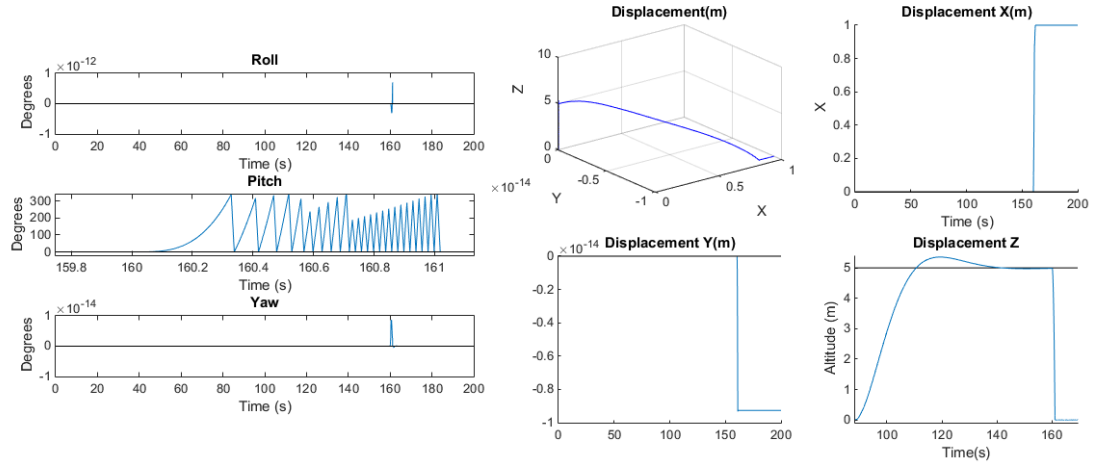 Roll
×10^-12
Degrees
1
0
-1
0 20 40 60 80 100 120 140 160 180 200
Time (s)
Pitch
Degrees
300
200
100
0
159.8 160 160.2 160.4 160.6 160.8 161
Time (s)
Yaw
×10^-14
Degrees
1
0
-1
0 20 40 60 80 100 120 140 160 180 200
Time (s)
Displacement(m)
Z
10
5
0
×10^-14
0
-0.5
-1
Y
0
0.5
1
X
Displacement X(m)
X
1
0.8
0.6
0.4
0.2
0
0 50 100 150 200
Time (s)
Displacement Y(m)
×10^-14
0
-0.2
-0.4
-0.6
-0.8
-1
0 50 100 150 200
Displacement Z
Altitude (m)
5
4
3
2
1
0
100 120 140 160
Time(s)